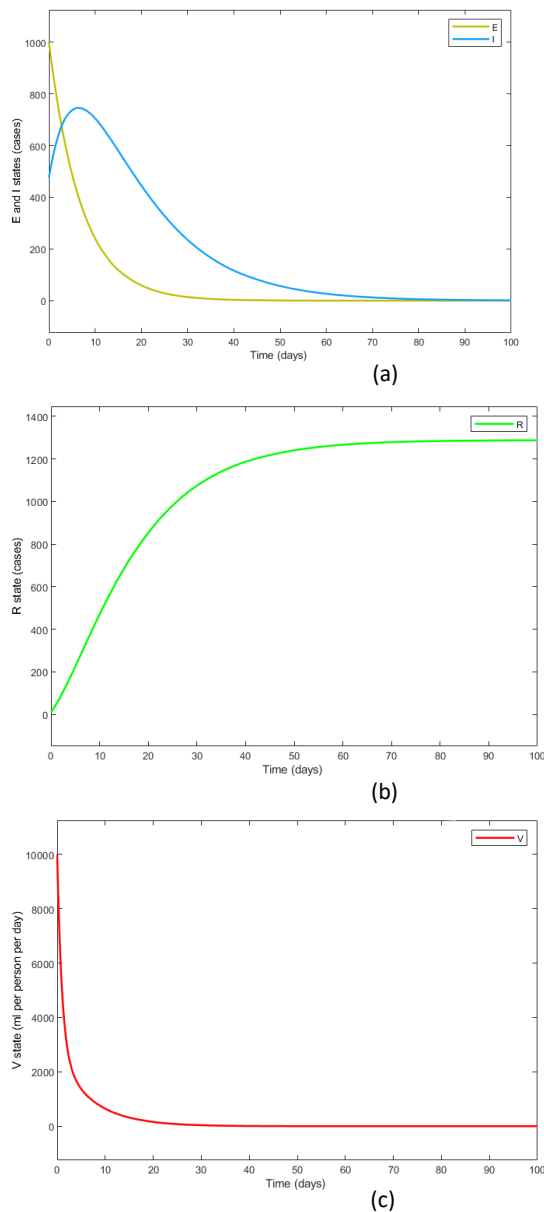 E
I
1000
800
600
400
200
0
E and I states (cases)
0 10 20 30 40 50 60 70 80 90 100
Time (days)
(a)
R
1400
1200
1000
800
600
400
200
0
R state (cases)
0 10 20 30 40 50 60 70 80 90 100
Time (days)
(b)
V
10000
8000
6000
4000
2000
0
V state (ml per person per day)
0 10 20 30 40 50 60 70 80 90 100
Time (days)
(c)